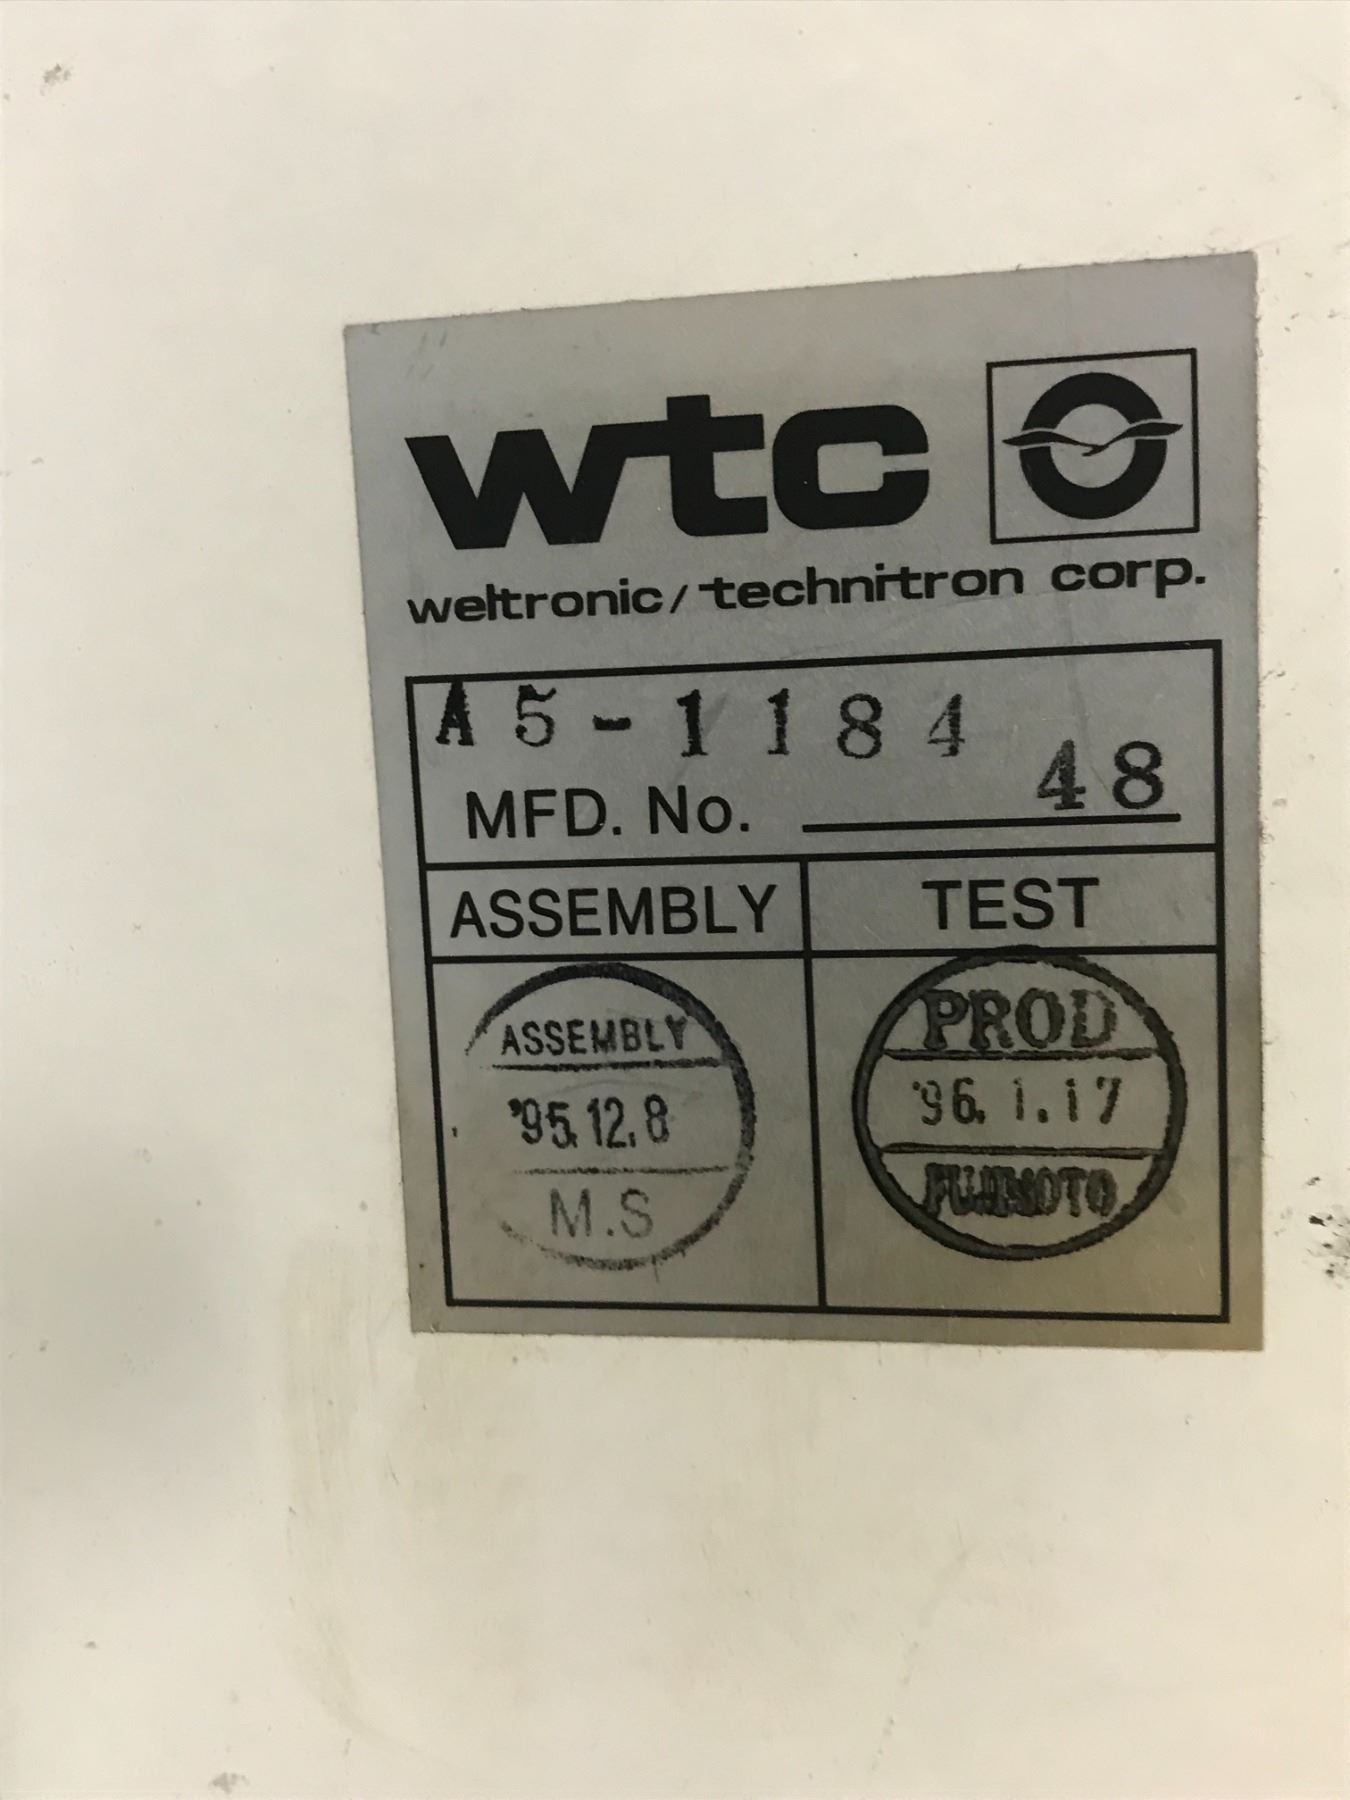 wtc
weltronic/technitron corp.
A5-1184
48
MFD. No.
ASSEMBLY TEST
ASSEMBLY
'95.12.8
M.S
PROD
'96.1.17
FUJIMOTO